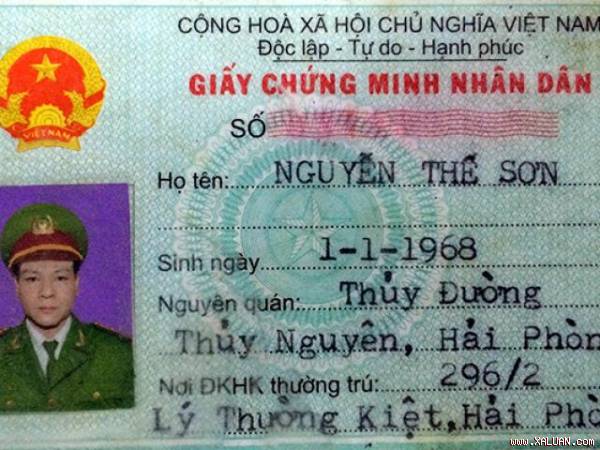 CỘNG HOÀ XÃ HỘI CHỦ NGHĨA VIỆT NAM
Độc lập - Tự do - Hạnh phúc
GIẤY CHỨNG MINH NHÂN DÂN
SỐ
VIETNAM
Họ tên: NGUYỄN THẾ SƠN
Sinh ngày 1-1-1968
Nguyên quán: Thủy Đường
Thủy Nguyên, Hải Phòn
Nơi ĐKHK thường trú: 296/2
Lý Thường Kiệt,Hải Phò
www.XALUAN.com